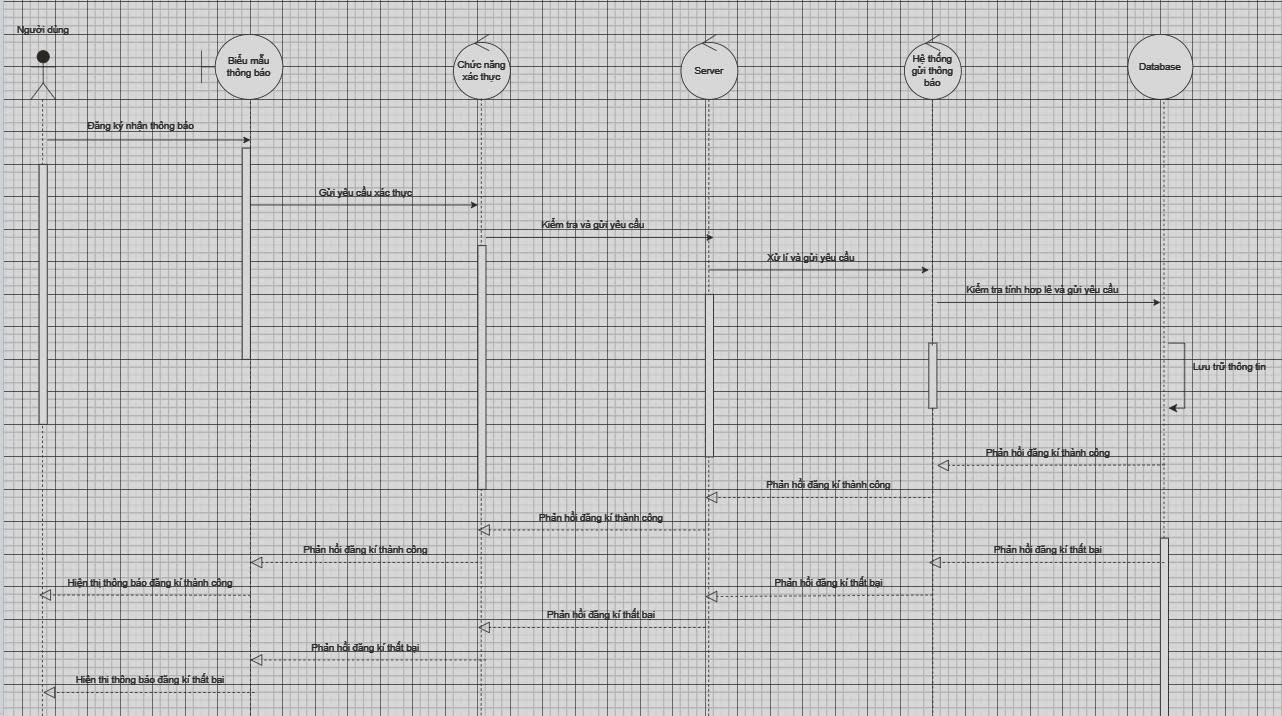 Người dùng
Biểu mẫu
thông báo
Chức năng
xác thực
Server
Hệ thống
gửi thông
báo
Database
Đăng ký nhận thông báo
Gửi yêu cầu xác thực
Kiểm tra và gửi yêu cầu
Xử lí và gửi yêu cầu
Kiểm tra tính hợp lê và gửi yêu cầu
Lưu trữ thông tin
Phản hồi đăng kí thành công
Phản hồi đăng kí thành công
Phản hồi đăng kí thành công
Phản hồi đăng kí thành công
Phản hồi đăng kí thất bại
Hiện thị thông báo đăng kí thành công
Phản hồi đăng kí thất bại
Phản hồi đăng kí thất bại
Phản hồi đăng kí thất bại
Hiện thị thông báo đăng kí thất bại